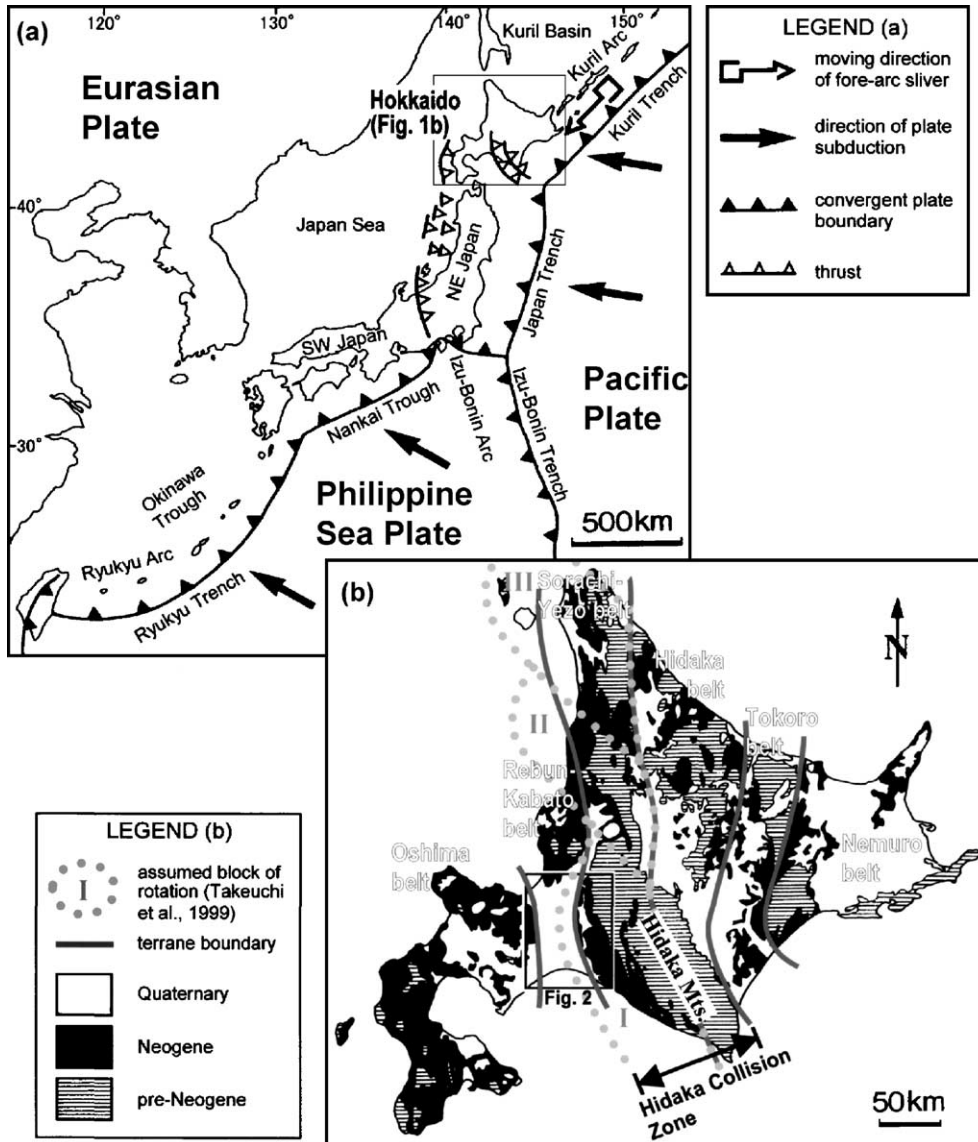 (a)
120°
130°
140°
150°
Kuril Basin
Kuril Arc
Kuril Trench
Eurasian
Plate
Hokkaido
(Fig. 1b)
40°
Japan Sea
NE Japan
Japan Trench
SW Japan
Pacific
Plate
Nankai Trough
Izu-Bonin Arc
Izu-Bonin Trench
30°
Okinawa
Trough
Philippine
Sea Plate
500km
Ryukyu Arc
Ryukyu Trench
LEGEND (a)
moving direction
of fore-arc sliver
direction of plate
subduction
convergent plate
boundary
thrust
(b)
III
Sorachi-
Yezo belt
N
Hidaka
belt
Tokoro
belt
II
Rebun-
Kabato
belt
Oshima
belt
Nemuro
belt
Hidaka Mts.
Fig. 2
I
Hidaka Collision
Zone
50km
LEGEND (b)
I
assumed block of
rotation (Takeuchi
et al., 1999)
terrane boundary
Quaternary
Neogene
pre-Neogene